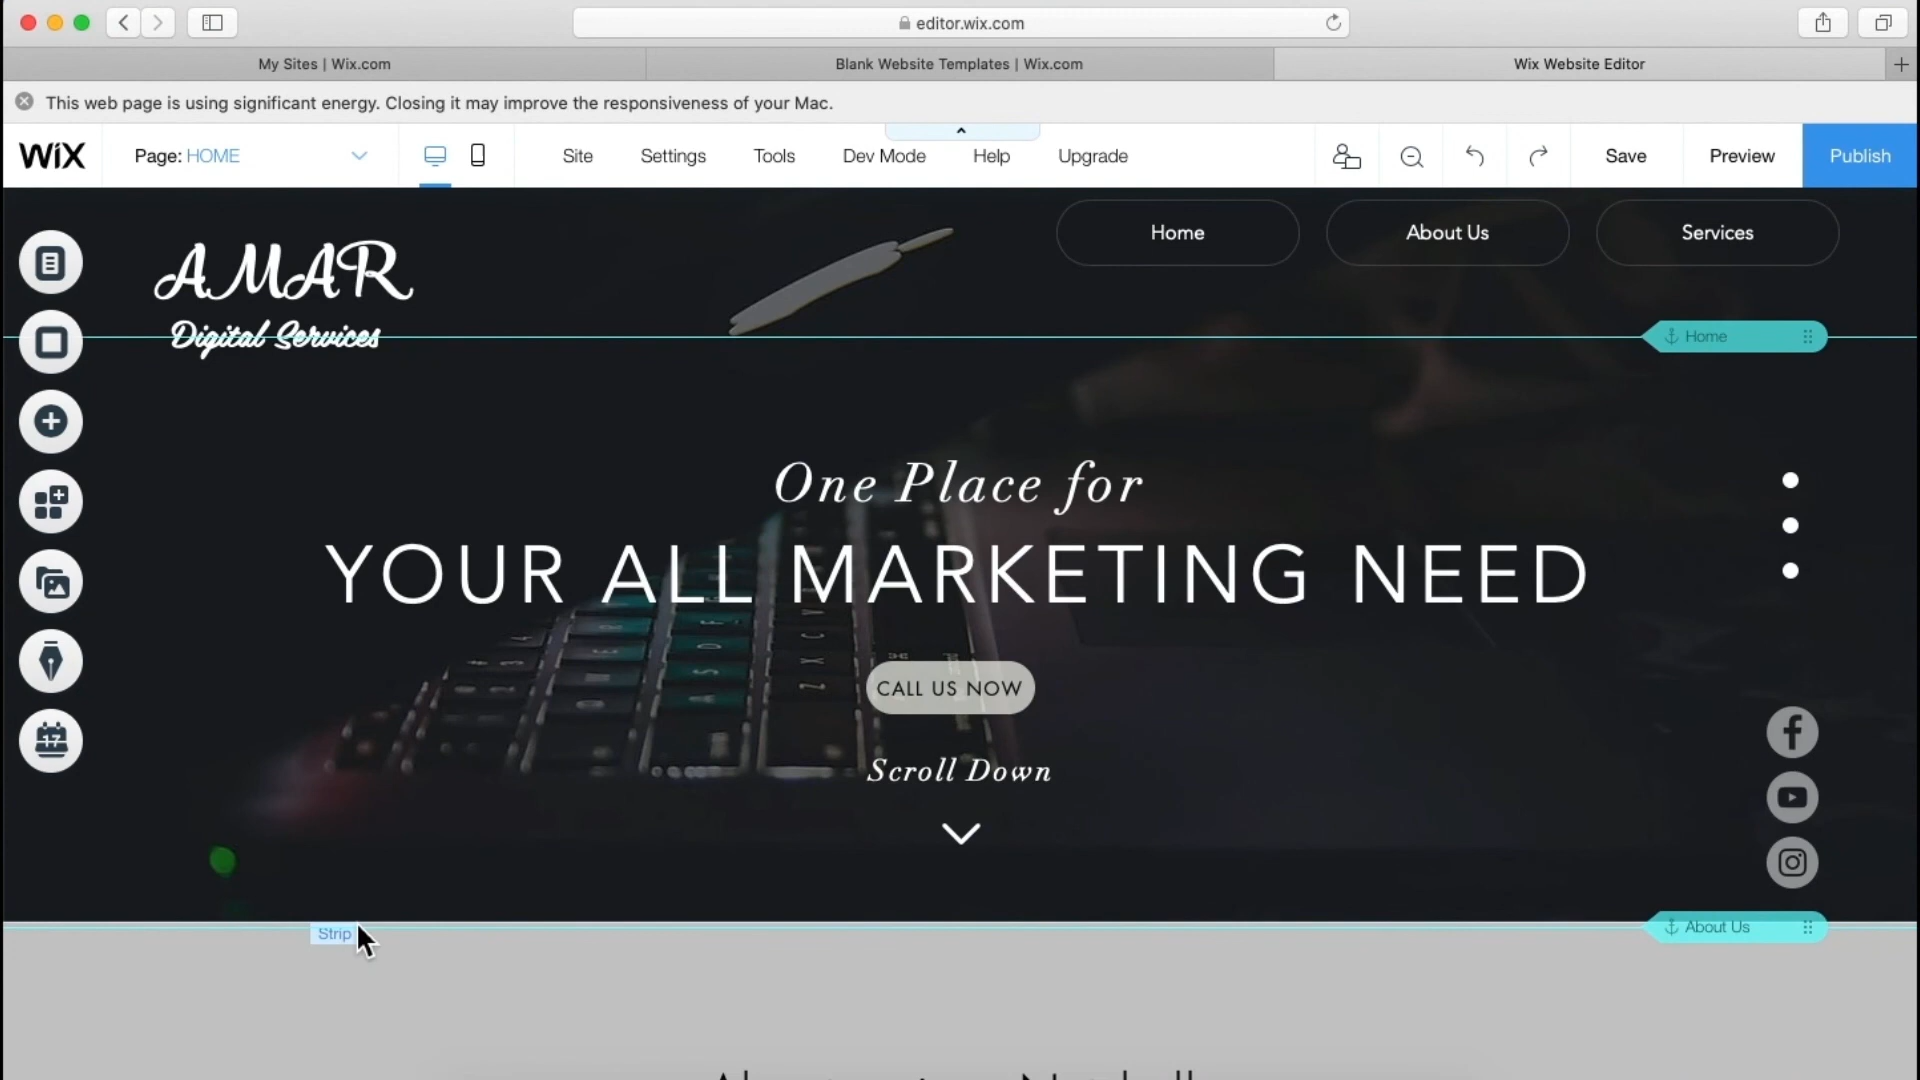 editor.wix.com
My Sites | Wix.com
Blank Website Templates | Wix.com
Wix Website Editor
This web page is using significant energy. Closing it may improve the responsiveness of your Mac.
WiX
Page: HOME
Site
Settings
Tools
Dev Mode
Help
Upgrade
Save
Preview
Publish
Home
About Us
Services
AMAR
Digital Services
Home
One Place for
YOUR ALL MARKETING NEED
CALL US NOW
Scroll Down
17
Strip
About Us